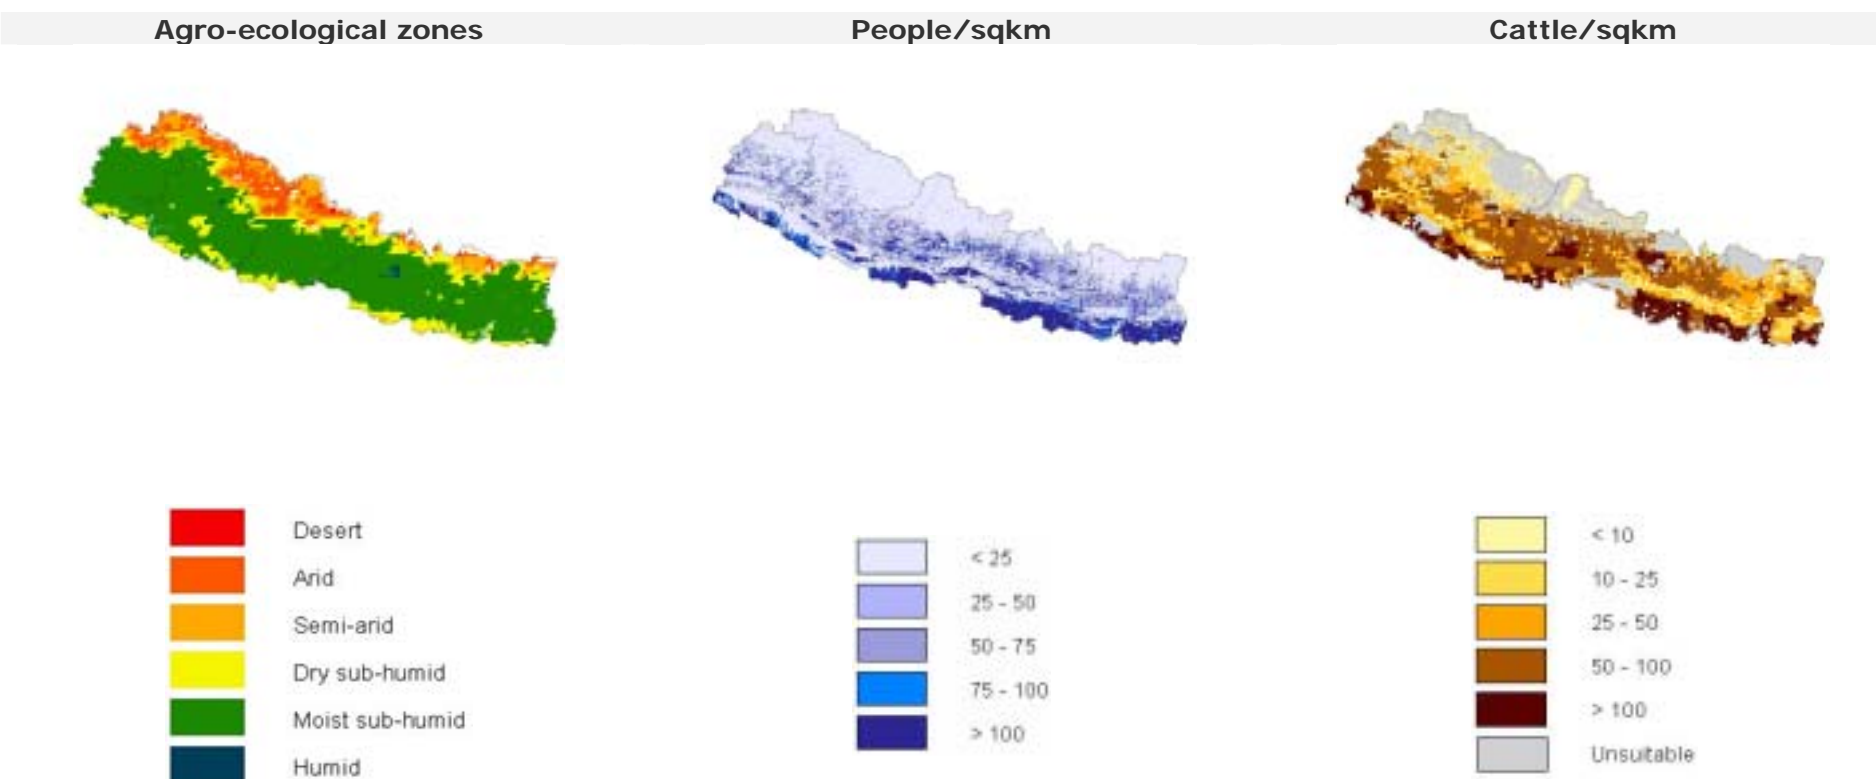 Agro-ecological zones
People/sqkm
Cattle/sqkm
Desert
Arid
Semi-arid
Dry sub-humid
Moist sub-humid
Humid
< 25
25 - 50
50 - 75
75 - 100
> 100
< 10
10 - 25
25 - 50
50 - 100
> 100
Unsuitable